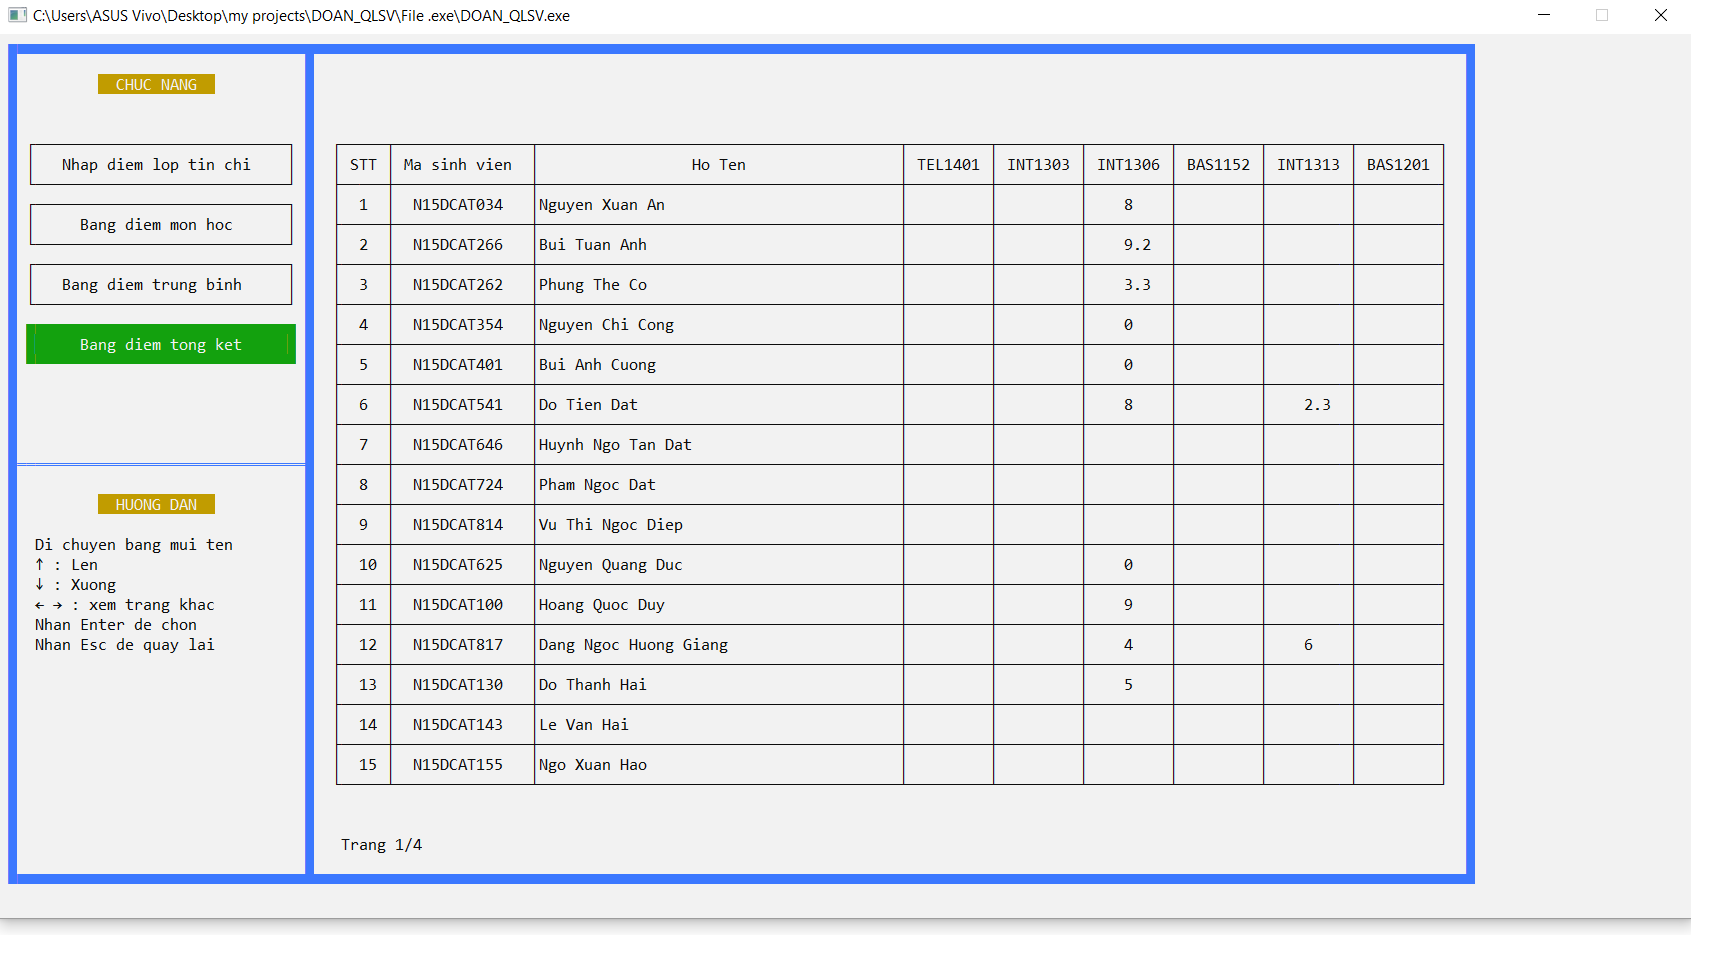 C:\Users\ASUS Vivo\Desktop\my projects\DOAN_QLSV\File .exe\DOAN_QLSV.exe
CHUC NANG
Nhap diem lop tin chi
Bang diem mon hoc
Bang diem trung binh
Bang diem tong ket
HUONG DAN
Di chuyen bang mui ten
↑ : Len
↓ : Xuong
← → : xem trang khac
Nhan Enter de chon
Nhan Esc de quay lai
STT Ma sinh vien Ho Ten TEL1401 INT1303 INT1306 BAS1152 INT1313 BAS1201
1 N15DCAT034 Nguyen Xuan An 8
2 N15DCAT266 Bui Tuan Anh 9.2
3 N15DCAT262 Phung The Co 3.3
4 N15DCAT354 Nguyen Chi Cong 0
5 N15DCAT401 Bui Anh Cuong 0
6 N15DCAT541 Do Tien Dat 8 2.3
7 N15DCAT646 Huynh Ngo Tan Dat
8 N15DCAT724 Pham Ngoc Dat
9 N15DCAT814 Vu Thi Ngoc Diep
10 N15DCAT625 Nguyen Quang Duc 0
11 N15DCAT100 Hoang Quoc Duy 9
12 N15DCAT817 Dang Ngoc Huong Giang 4 6
13 N15DCAT130 Do Thanh Hai 5
14 N15DCAT143 Le Van Hai
15 N15DCAT155 Ngo Xuan Hao
Trang 1/4